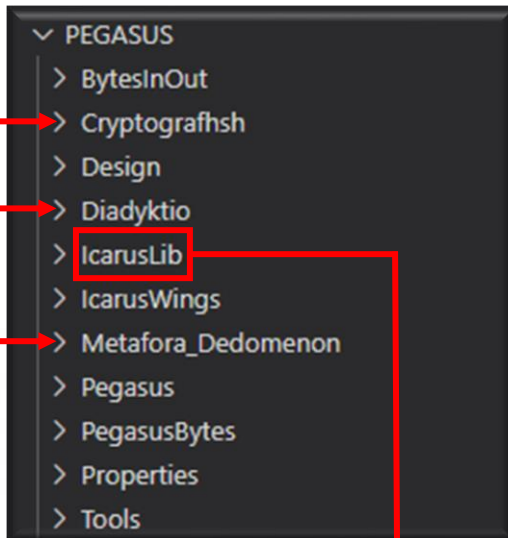 PEGASUS
BytesInOut
Cryptografhsh
Design
Diadyktio
IcarusLib
IcarusWings
Metafora_Dedomenon
Pegasus
PegasusBytes
Properties
Tools